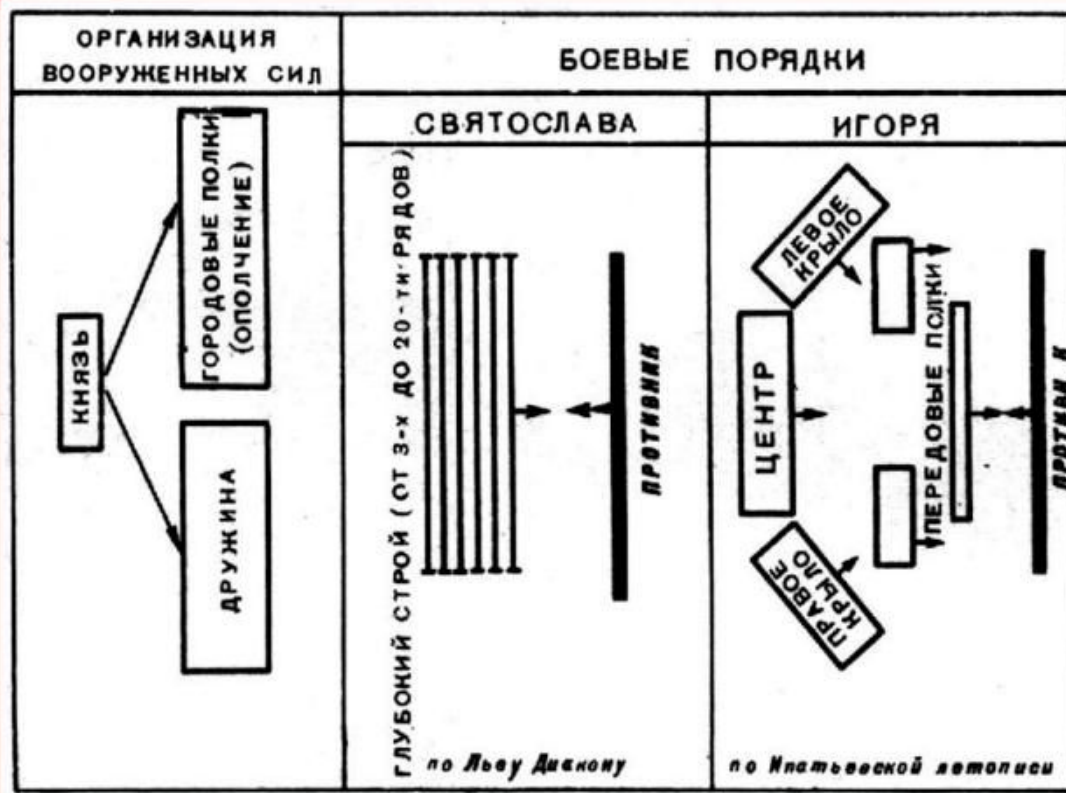 ОРГАНИЗАЦИЯ
ВООРУЖЕННЫХ СИЛ
БОЕВЫЕ ПОРЯДКИ
СВЯТОСЛАВА
ИГОРЯ
КНЯЗЬ
ГОРОДОВЫЕ ПОЛКИ
(ОПОЛЧЕНИЕ)
ДРУЖИНА
ГЛУБОКИЙ СТРОЙ (ОТ 3-х ДО 20-ти РЯДОВ)
ПРОТИВНИК
по Льву Диакону
ЛЕВОЕ
КРЫЛО
ЦЕНТР
ПРАВОЕ
КРЫЛО
ПЕРЕДОВЫЕ ПОЛКИ
ПРОТИВНИК
по Ипатьевской летописи